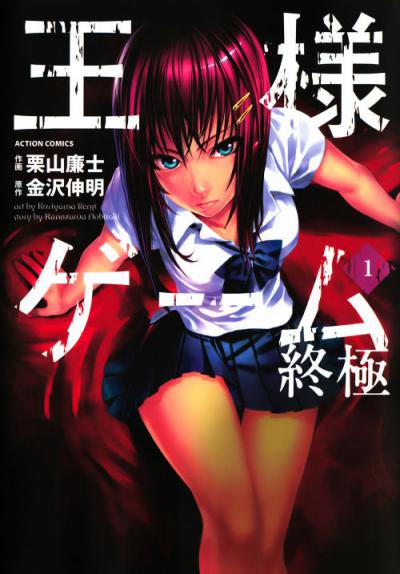 王様
ACTION COMICS
作画 栗山廉士
原作 金沢伸明
art by Kuriyama Renji
story by Kanazawa Nobuaki
ゲーム
1
終極